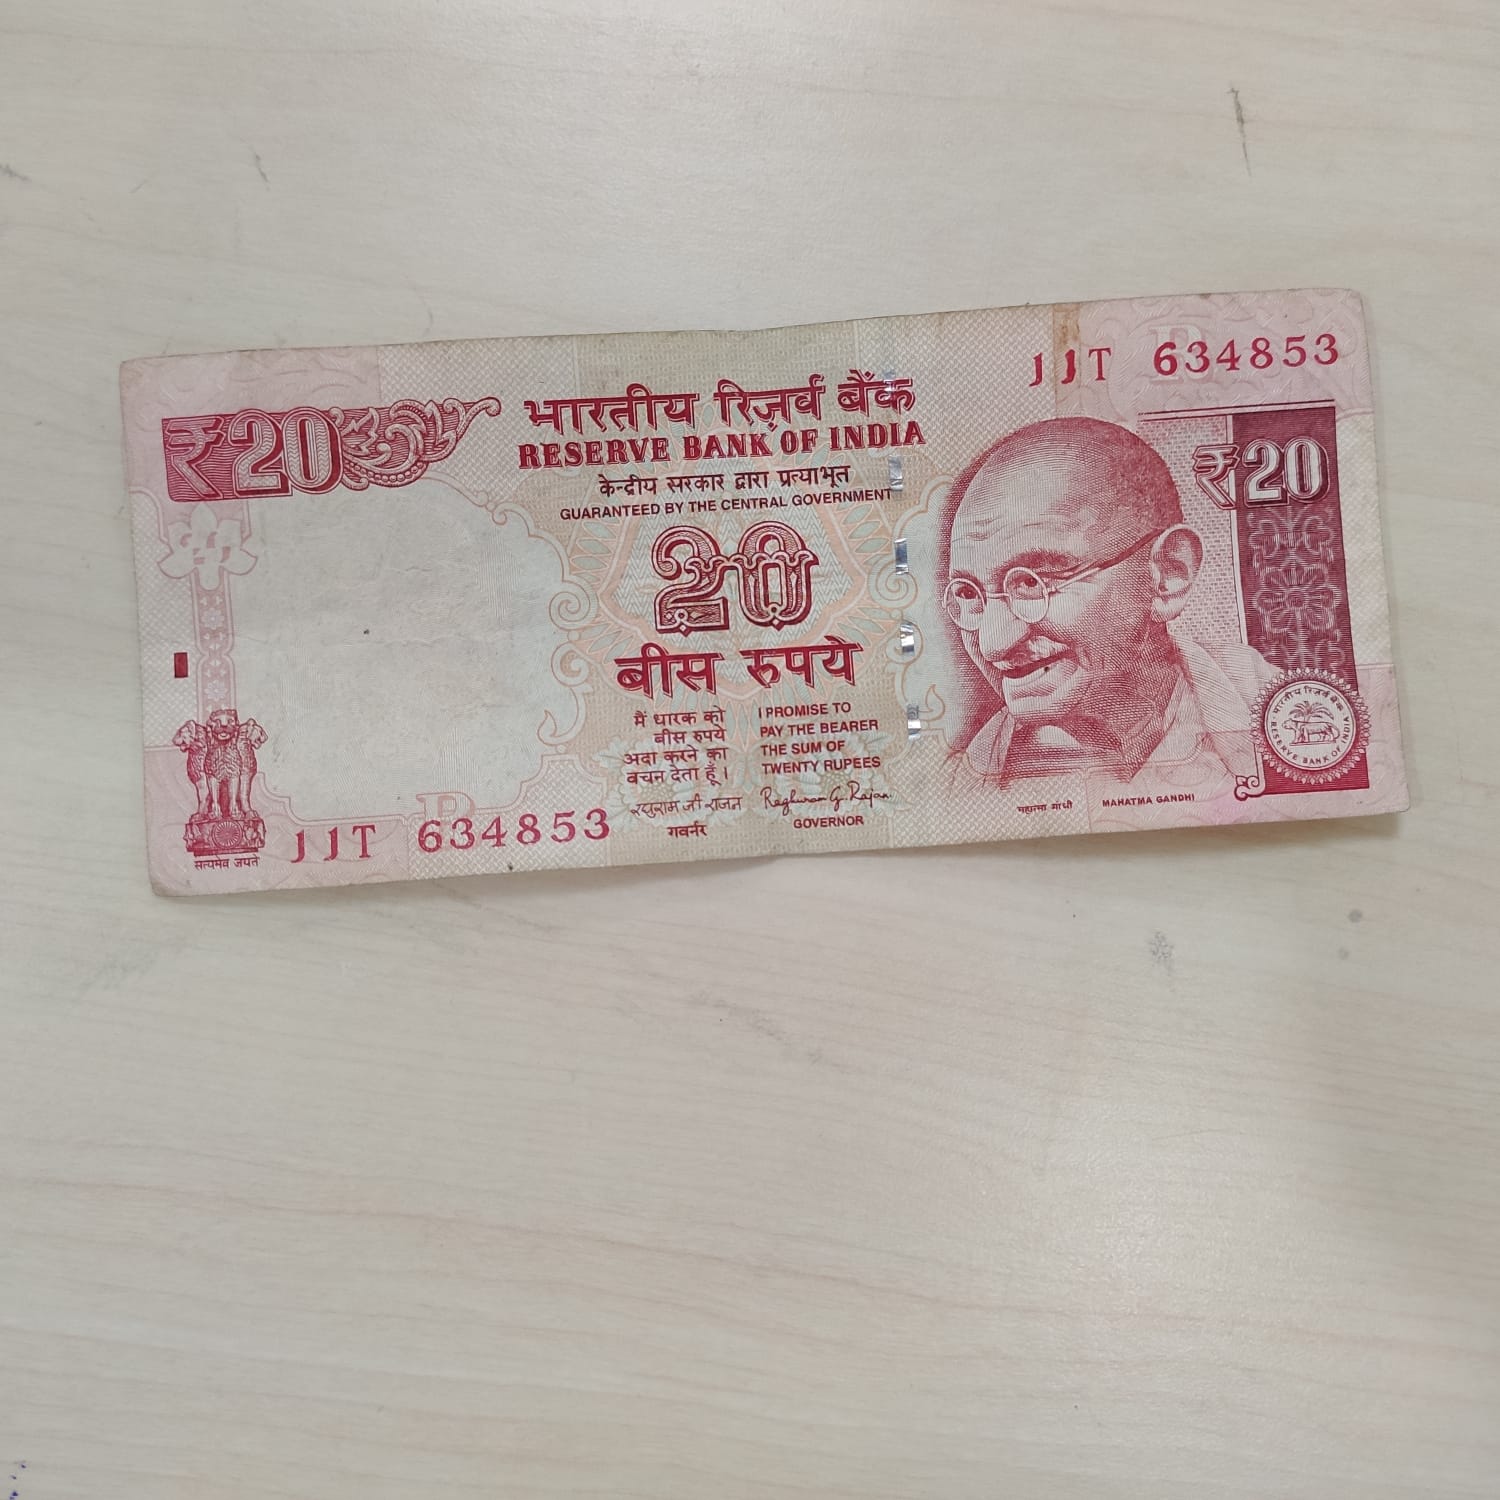 JJT 634853
₹20
भारतीय रिज़र्व बैंक
RESERVE BANK OF INDIA
केन्द्रीय सरकार द्वारा प्रत्याभूत
GUARANTEED BY THE CENTRAL GOVERNMENT
20
बीस रुपये
मैं धारक को
बीस रुपये
अदा करने का
वचन देता हूँ।
I PROMISE TO
PAY THE BEARER
THE SUM OF
TWENTY RUPEES
रघुराम जी राजन
गवर्नर
Raghuram G. Rajan
GOVERNOR
₹20
महात्मा गांधी
MAHATMA GANDHI
भारतीय रिज़र्व बैंक
RESERVE BANK OF INDIA
सत्यमेव जयते
JJT 634853